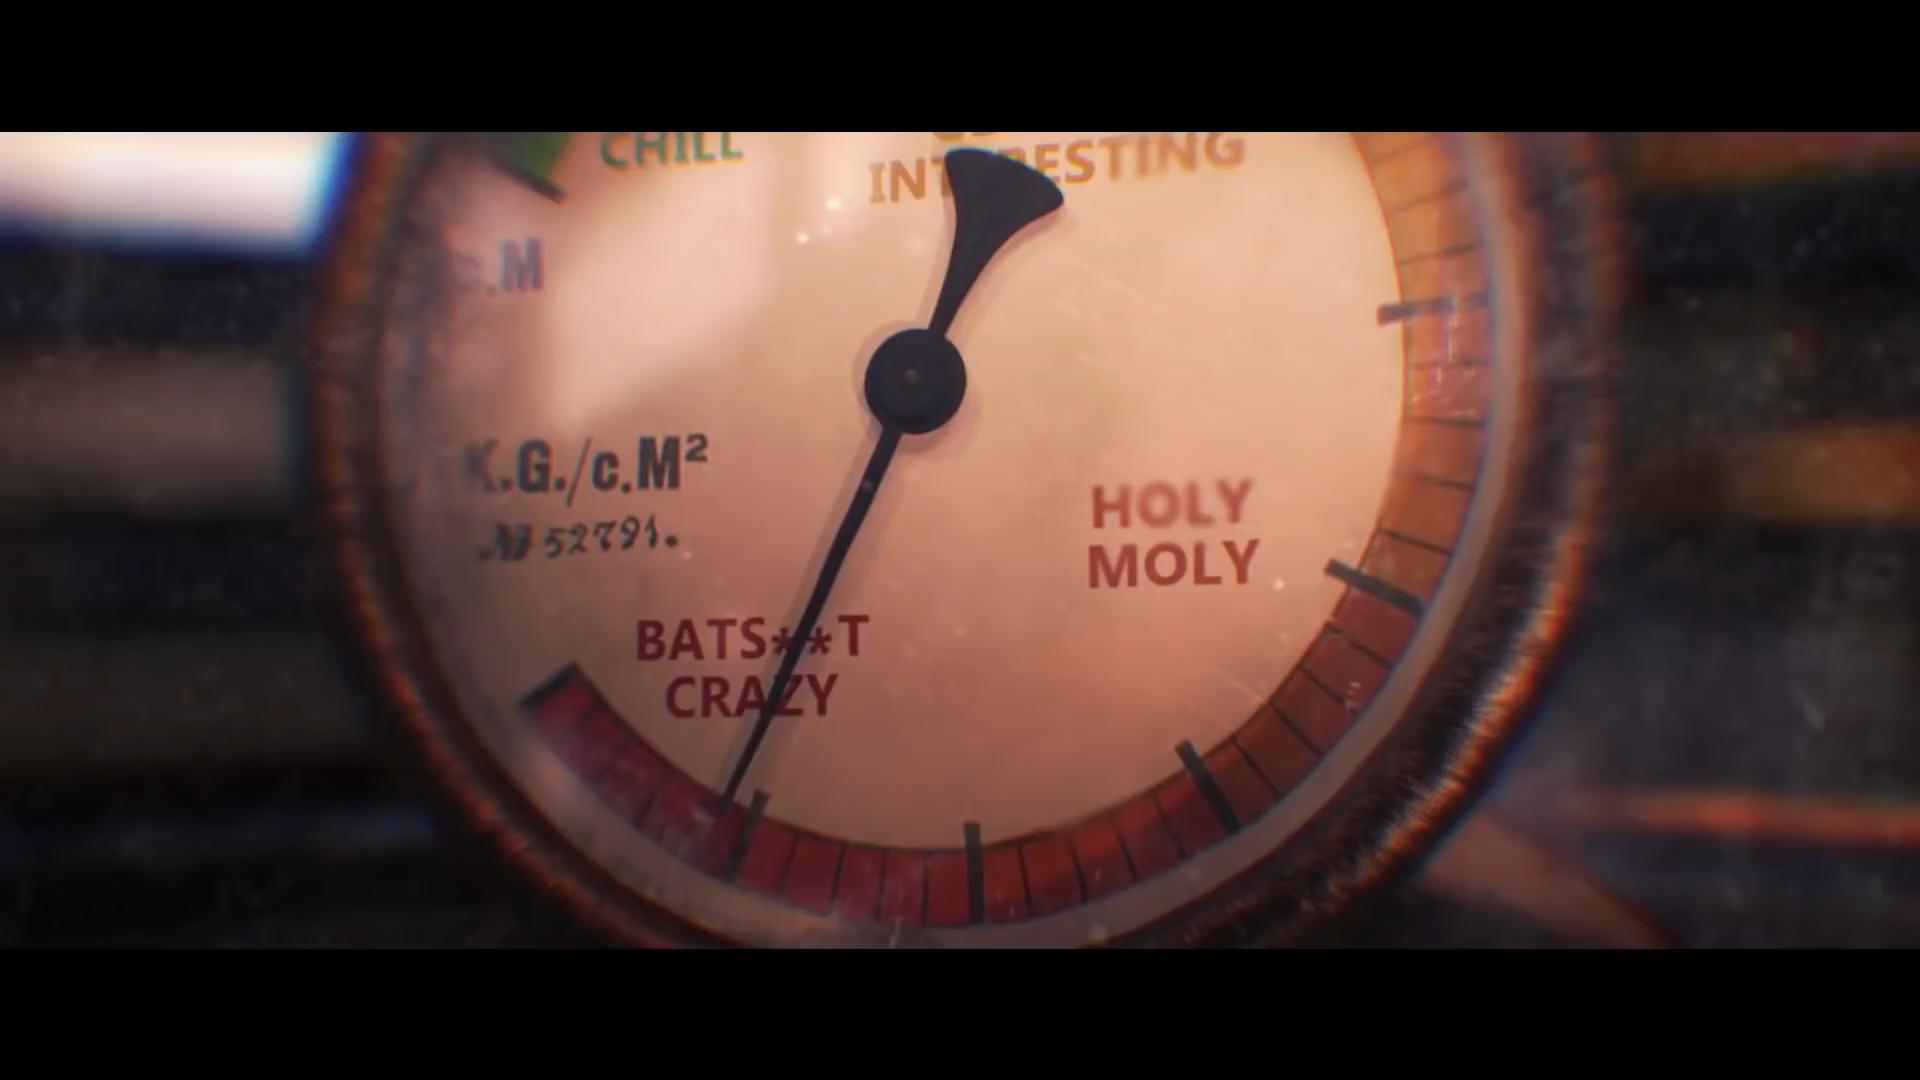 CHILL
INTERESTING
c.M
K.G./c.M²
№ 52791.
HOLY
MOLY
BATS**T
CRAZY